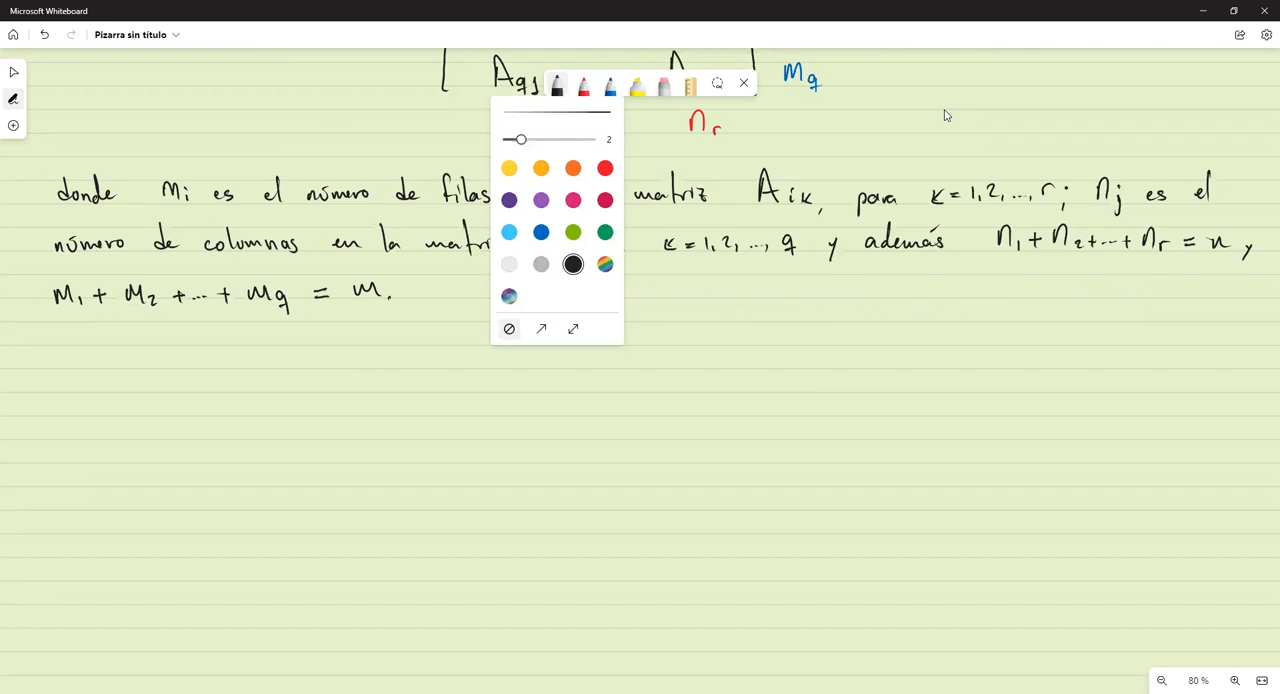 Microsoft Whiteboard
Pizarra sin título
A_{q1} A m_q
n_r
2
donde m_i es el número de filas matriz A_{ik}, para k = 1, 2, ..., r; n_j es el
número de columnas en la matri k = 1, 2, ..., q y además n_1 + n_2 + ... + n_r = n, y
m_1 + m_2 + ... + m_q = m.
80 %